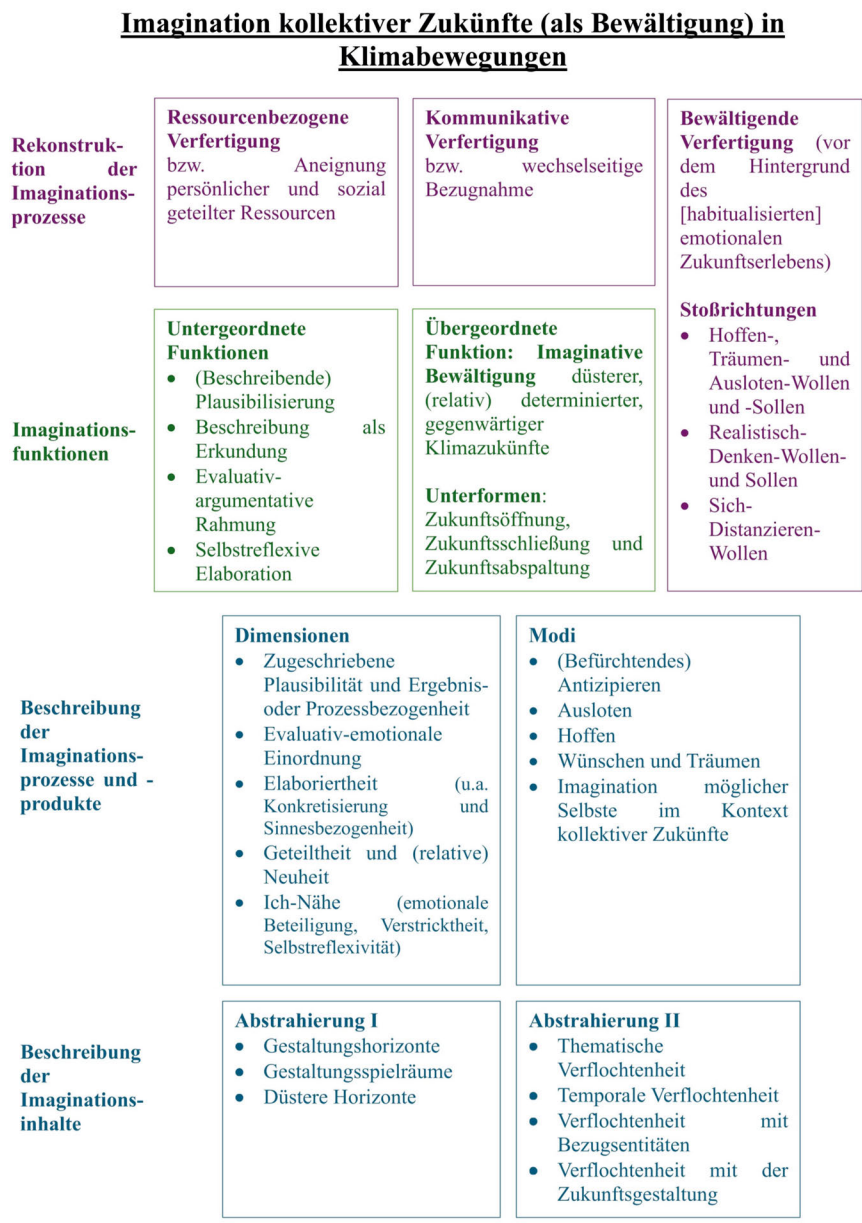 Imagination kollektiver Zukünfte (als Bewältigung) in
Klimabewegungen
Rekonstruk-
tion der
Imaginations-
prozesse
Ressourcenbezogene
Verfertigung
bzw. Aneignung
persönlicher und sozial
geteilter Ressourcen
Kommunikative
Verfertigung
bzw. wechselseitige
Bezugnahme
Bewältigende
Verfertigung (vor
dem Hintergrund
des
[habitualisierten]
emotionalen
Zukunftserlebens)
Stoßrichtungen
• Hoffen-,
Träumen- und
Ausloten-Wollen
und -Sollen
• Realistisch-
Denken-Wollen-
und Sollen
• Sich-
Distanzieren-
Wollen
Imaginations-
funktionen
Untergeordnete
Funktionen
• (Beschreibende)
Plausibilisierung
• Beschreibung als
Erkundung
• Evaluativ-
argumentative
Rahmung
• Selbstreflexive
Elaboration
Übergeordnete
Funktion: Imaginative
Bewältigung düsterer,
(relativ) determinierter,
gegenwärtiger
Klimazukünfte
Unterformen:
Zukunftsöffnung,
Zukunftsschließung und
Zukunftsabspaltung
Beschreibung
der
Imaginations-
prozesse und -
produkte
Dimensionen
• Zugeschriebene
Plausibilität und Ergebnis-
oder Prozessbezogenheit
• Evaluativ-emotionale
Einordnung
• Elaboriertheit (u.a.
Konkretisierung und
Sinnesbezogenheit)
• Geteiltheit und (relative)
Neuheit
• Ich-Nähe (emotionale
Beteiligung, Verstricktheit,
Selbstreflexivität)
Modi
• (Befürchtendes)
Antizipieren
• Ausloten
• Hoffen
• Wünschen und Träumen
• Imagination möglicher
Selbste im Kontext
kollektiver Zukünfte
Beschreibung
der
Imaginations-
inhalte
Abstrahierung I
• Gestaltungshorizonte
• Gestaltungsspielräume
• Düstere Horizonte
Abstrahierung II
• Thematische
Verflochtenheit
• Temporale Verflochtenheit
• Verflochtenheit mit
Bezugsentitäten
• Verflochtenheit mit der
Zukunftsgestaltung